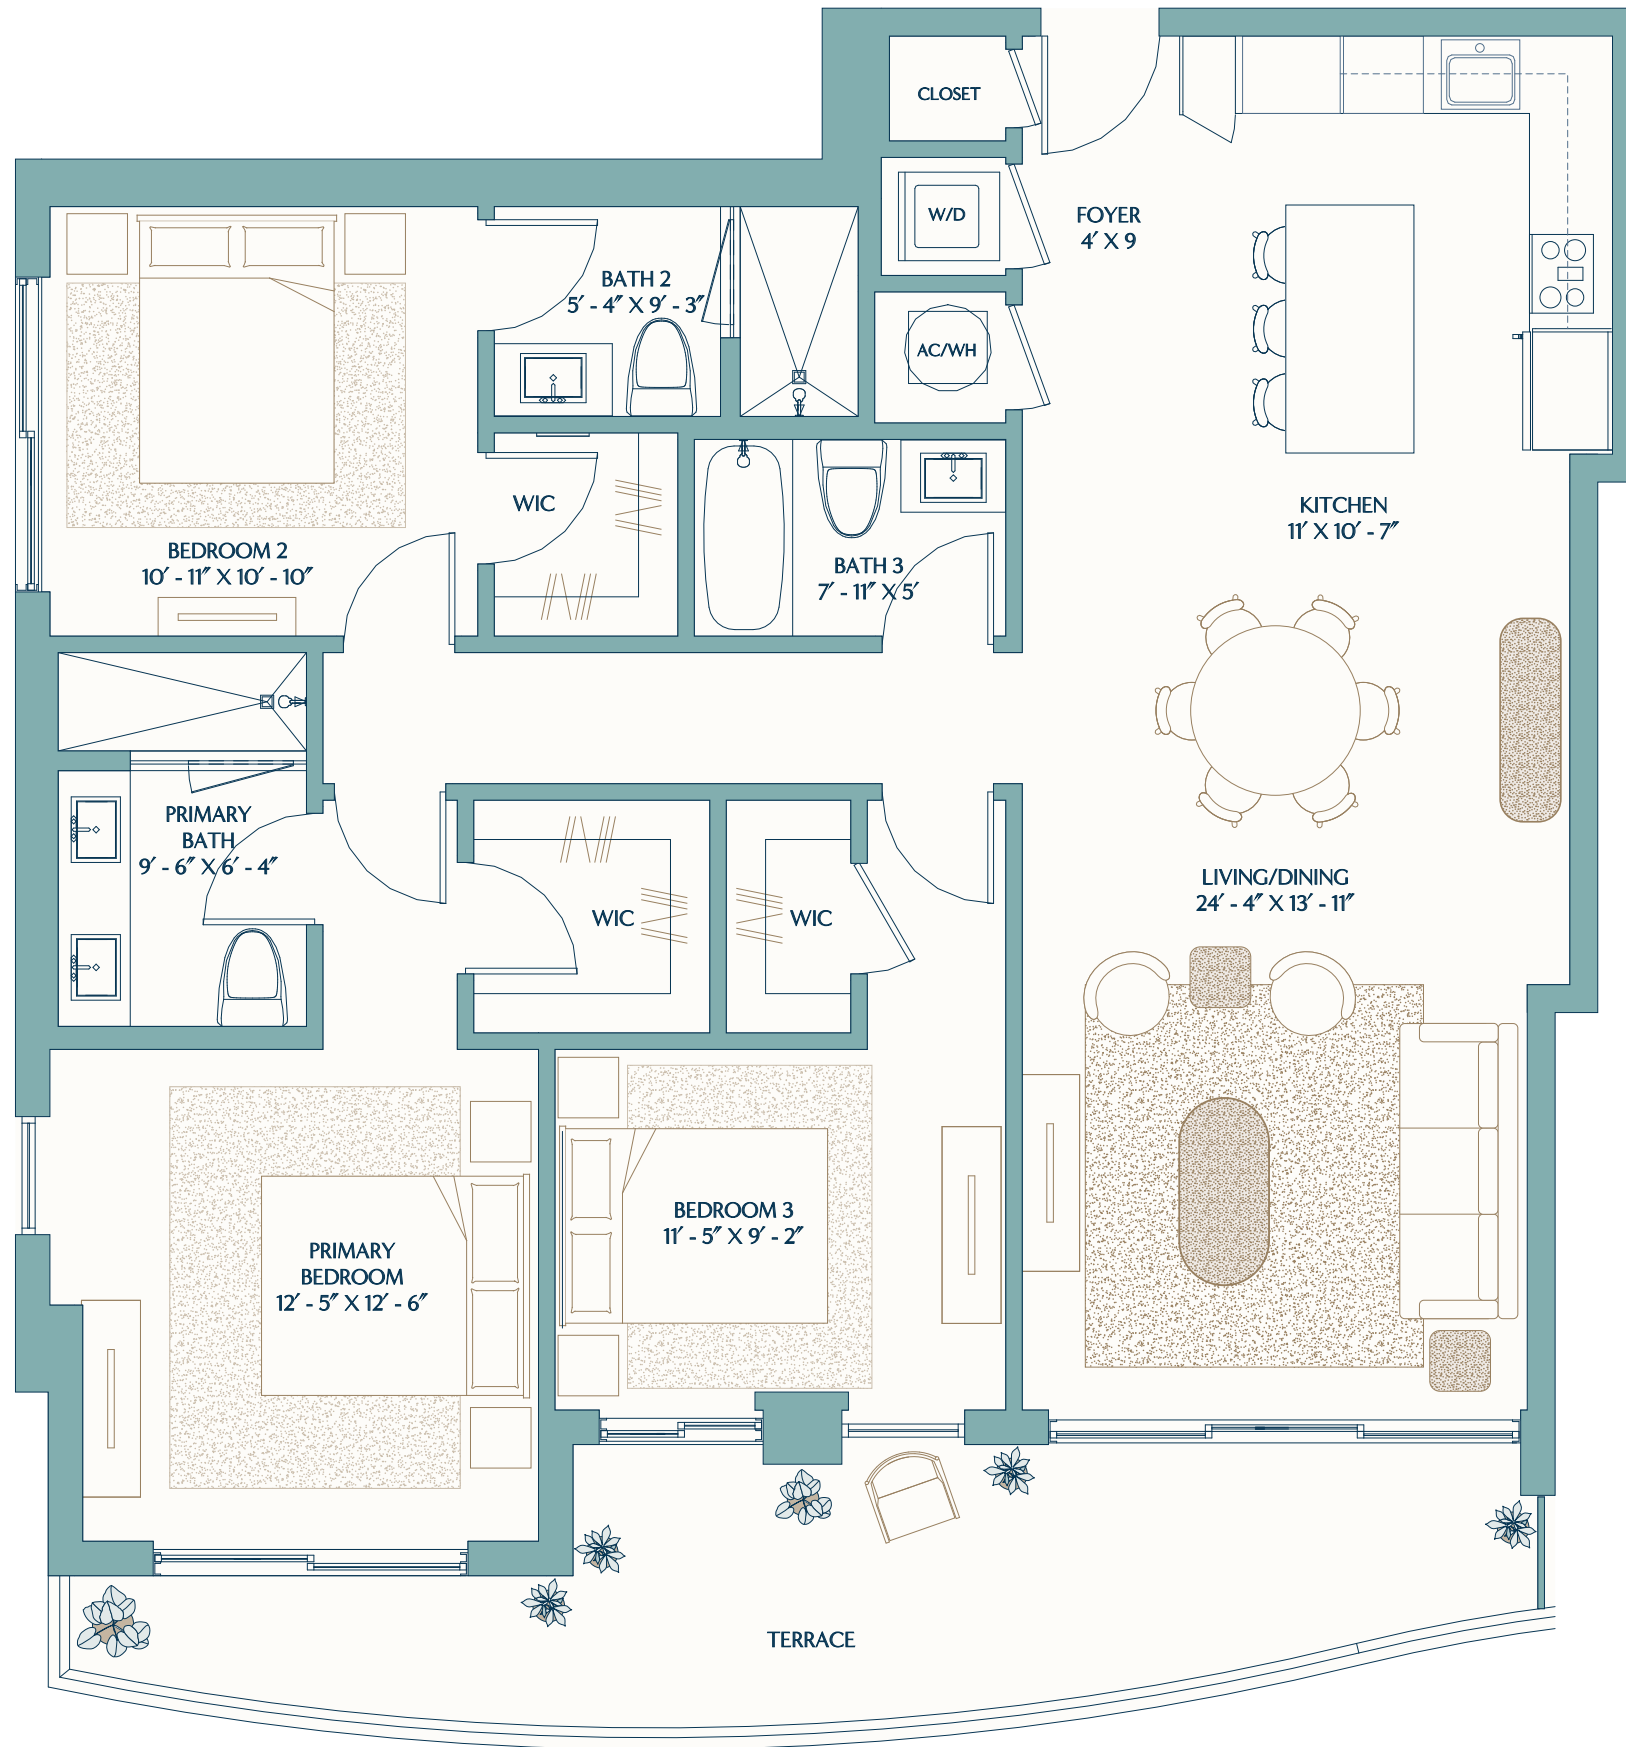 CLOSET
W/D
FOYER
4′ X 9
BATH 2
5′ - 4″ X 9′ - 3″
AC/WH
WIC
KITCHEN
11′ X 10′ - 7″
BEDROOM 2
10′ - 11″ X 10′ - 10″
BATH 3
7′ - 11″ X 5′
PRIMARY
BATH
9′ - 6″ X 6′ - 4″
WIC
WIC
LIVING/DINING
24′ - 4″ X 13′ - 11″
BEDROOM 3
11′ - 5″ X 9′ - 2″
PRIMARY
BEDROOM
12′ - 5″ X 12′ - 6″
TERRACE